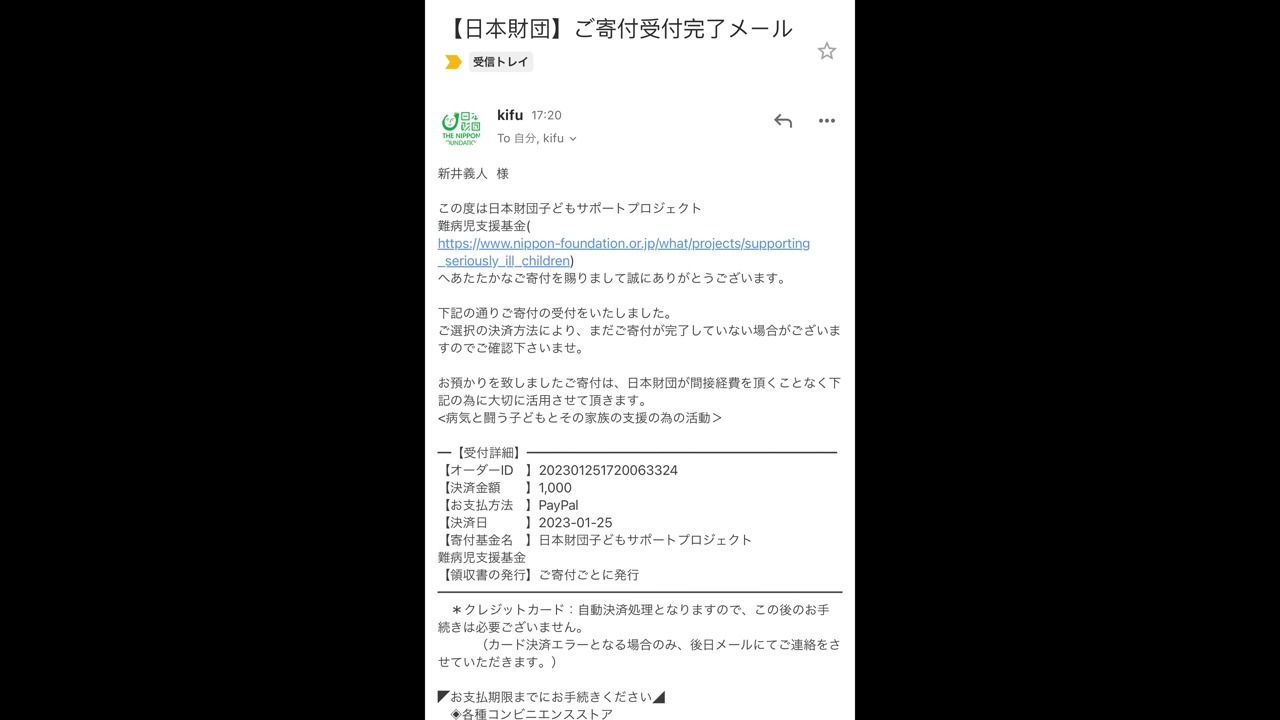 【日本財団】ご寄付受付完了メール
受信トレイ
kifu 17:20
To 自分, kifu
THE NIPPON
新井義人 様
この度は日本財団子どもサポートプロジェクト
難病児支援基金(
https://www.nippon-foundation.or.jp/what/projects/supporting
_seriously_ill_children)
へあたたかなご寄付を賜りまして誠にありがとうございます。
下記の通りご寄付の受付をいたしました。
ご選択の決済方法により、まだご寄付が完了していない場合がございま
すのでご確認下さいませ。
お預かりを致しましたご寄付は、日本財団が間接経費を頂くことなく下
記の為に大切に活用させて頂きます。
<病気と闘う子どもとその家族の支援の為の活動＞
━【受付詳細】━━━━━━━━━━━━━━━━━━━━━━
【オーダーID　】202301251720063324
【決済金額　　】1,000
【お支払方法　】PayPal
【決済日　　　】2023-01-25
【寄付基金名　】日本財団子どもサポートプロジェクト
難病児支援基金
【領収書の発行】ご寄付ごとに発行
━━━━━━━━━━━━━━━━━━━━━━━━━━━━━
＊クレジットカード：自動決済処理となりますので、この後のお手
続きは必要ございません。
（カード決済エラーとなる場合のみ、後日メールにてご連絡をさ
せていただきます。）
◤お支払期限までにお手続きください◢
◈各種コンビニエンスストア